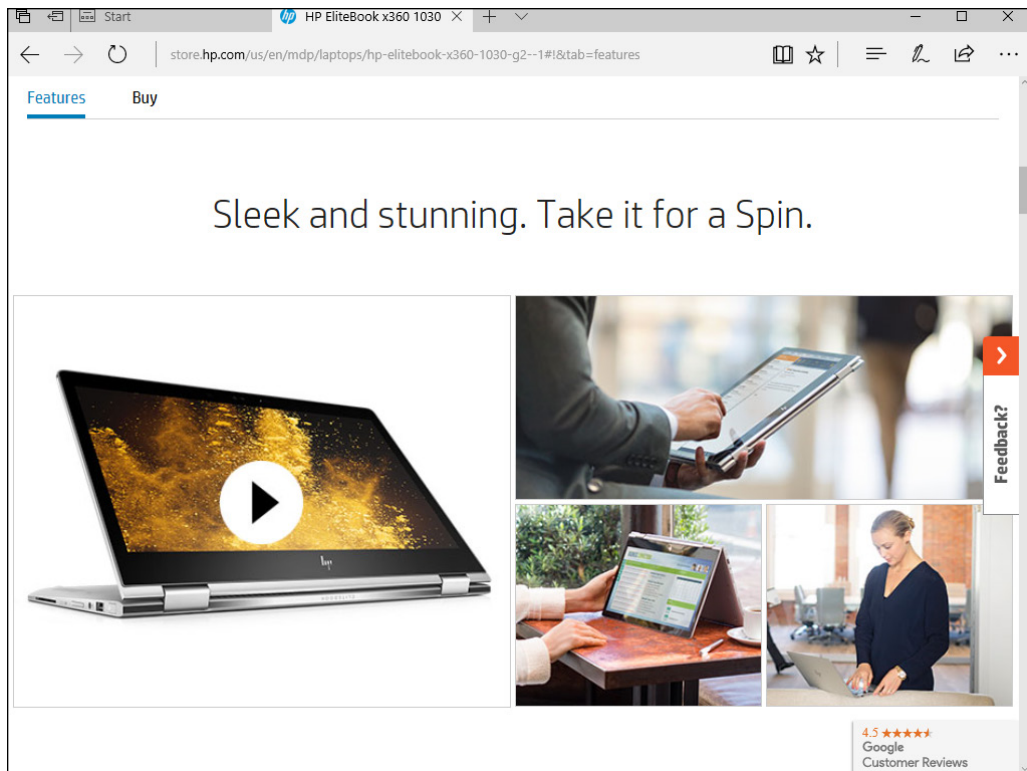 Start
HP EliteBook x360 1030
store.hp.com/us/en/mdp/laptops/hp-elitebook-x360-1030-g2--1#!&tab=features
Features
Buy
Sleek and stunning. Take it for a Spin.
Feedback?
4.5
Google
Customer Reviews